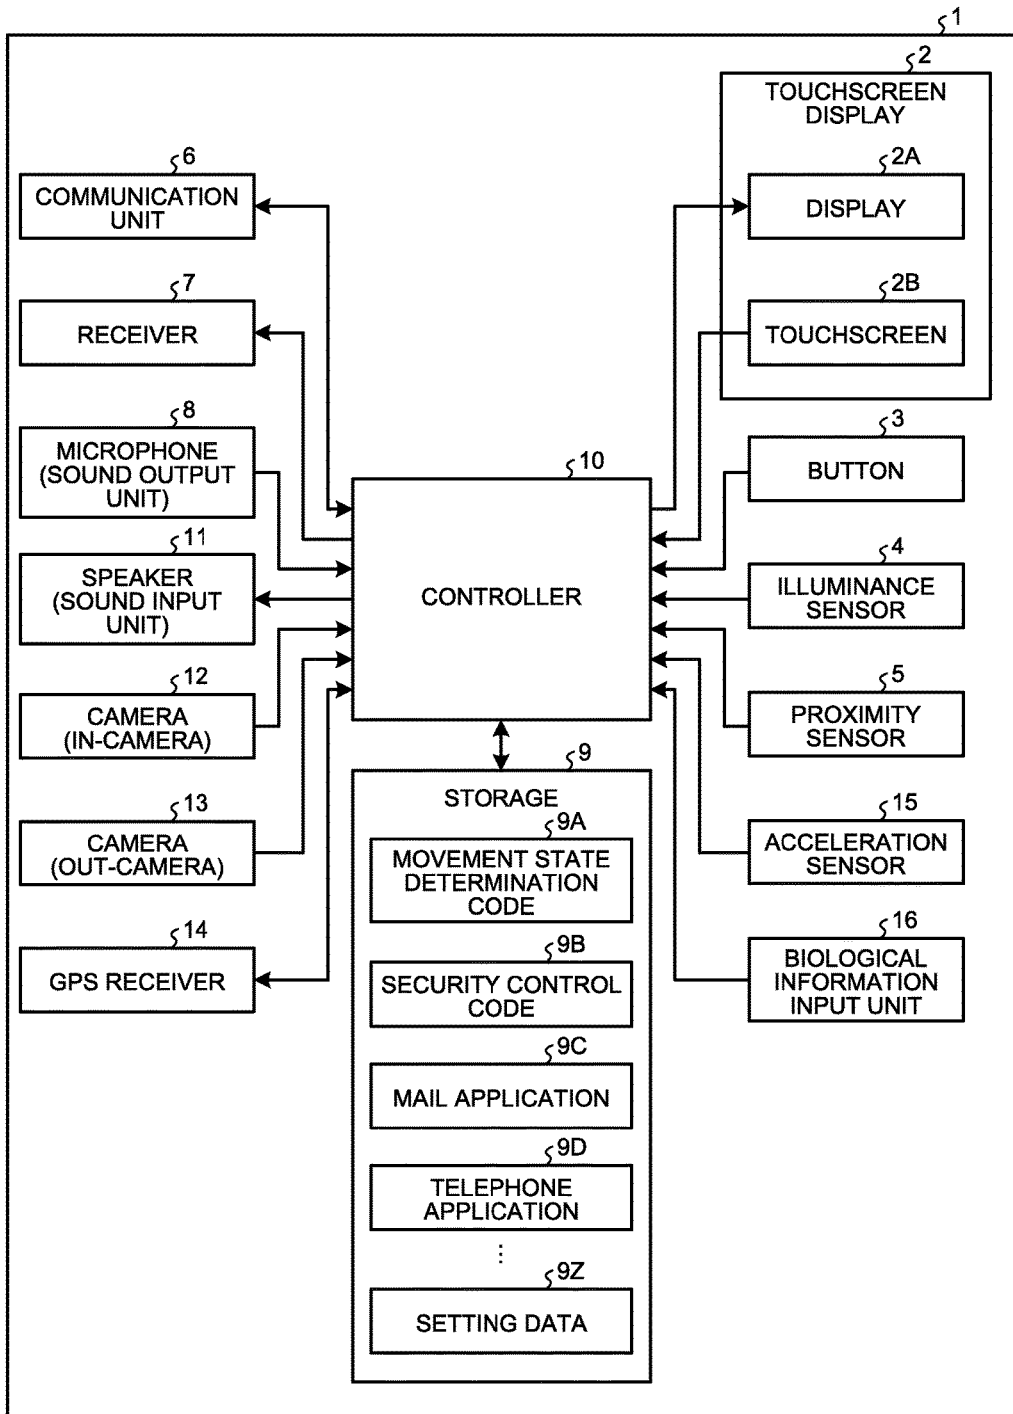 1
2
TOUCHSCREEN
DISPLAY
2A
DISPLAY
2B
TOUCHSCREEN
6
COMMUNICATION
UNIT
7
RECEIVER
8
MICROPHONE
(SOUND OUTPUT
UNIT)
11
SPEAKER
(SOUND INPUT
UNIT)
12
CAMERA
(IN-CAMERA)
13
CAMERA
(OUT-CAMERA)
14
GPS RECEIVER
10
CONTROLLER
3
BUTTON
4
ILLUMINANCE
SENSOR
5
PROXIMITY
SENSOR
15
ACCELERATION
SENSOR
16
BIOLOGICAL
INFORMATION
INPUT UNIT
9
STORAGE
9A
MOVEMENT STATE
DETERMINATION
CODE
9B
SECURITY CONTROL
CODE
9C
MAIL APPLICATION
9D
TELEPHONE
APPLICATION
⋮
9Z
SETTING DATA